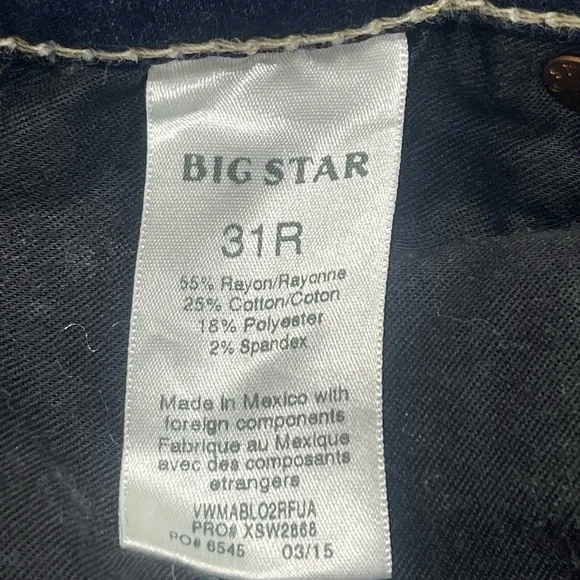 BIG STAR
31R
55% Rayon/Rayonne
25% Cotton/Coton
18% Polyester
2% Spandex
Made in Mexico with
foreign components
Fabrique au Mexique
avec des composants
etrangers
VWMABLO2RFUA
PRO# XSW2868
PO# 6545 03/15